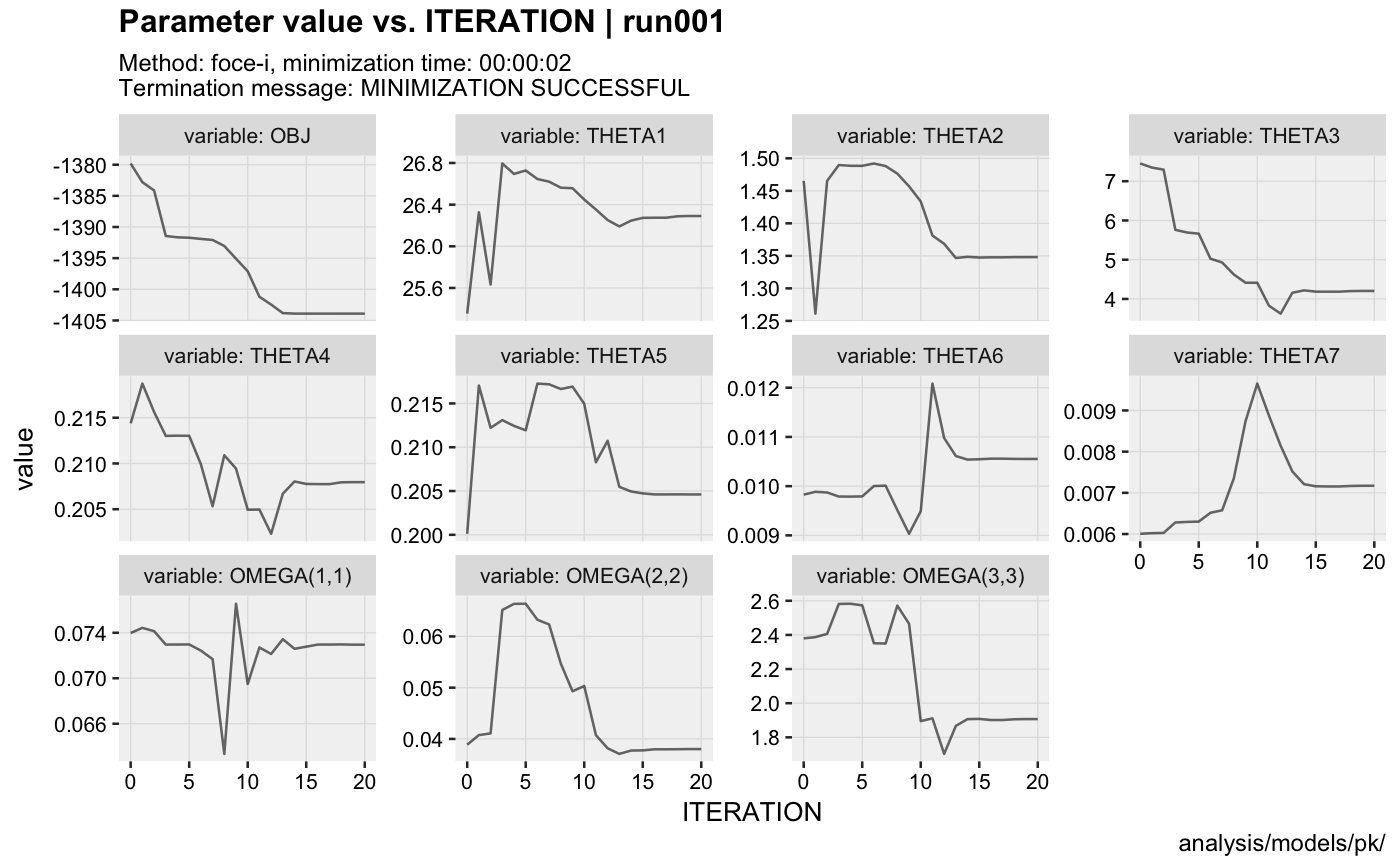 Parameter value vs. ITERATION | run001
Method: foce-i, minimization time: 00:00:02
Termination message: MINIMIZATION SUCCESSFUL
variable: OBJ
-1380
-1385
-1390
-1395
-1400
-1405
variable: THETA1
26.8
26.4
26.0
25.6
variable: THETA2
1.50
1.45
1.40
1.35
1.30
1.25
variable: THETA3
7
6
5
4
variable: THETA4
0.215
0.210
0.205
variable: THETA5
0.215
0.210
0.205
0.200
variable: THETA6
0.012
0.011
0.010
0.009
variable: THETA7
0.009
0.008
0.007
0.006
0 5 10 15 20
variable: OMEGA(1,1)
0.074
0.070
0.066
0 5 10 15 20
variable: OMEGA(2,2)
0.06
0.05
0.04
0 5 10 15 20
variable: OMEGA(3,3)
2.6
2.4
2.2
2.0
1.8
0 5 10 15 20
value
ITERATION
analysis/models/pk/